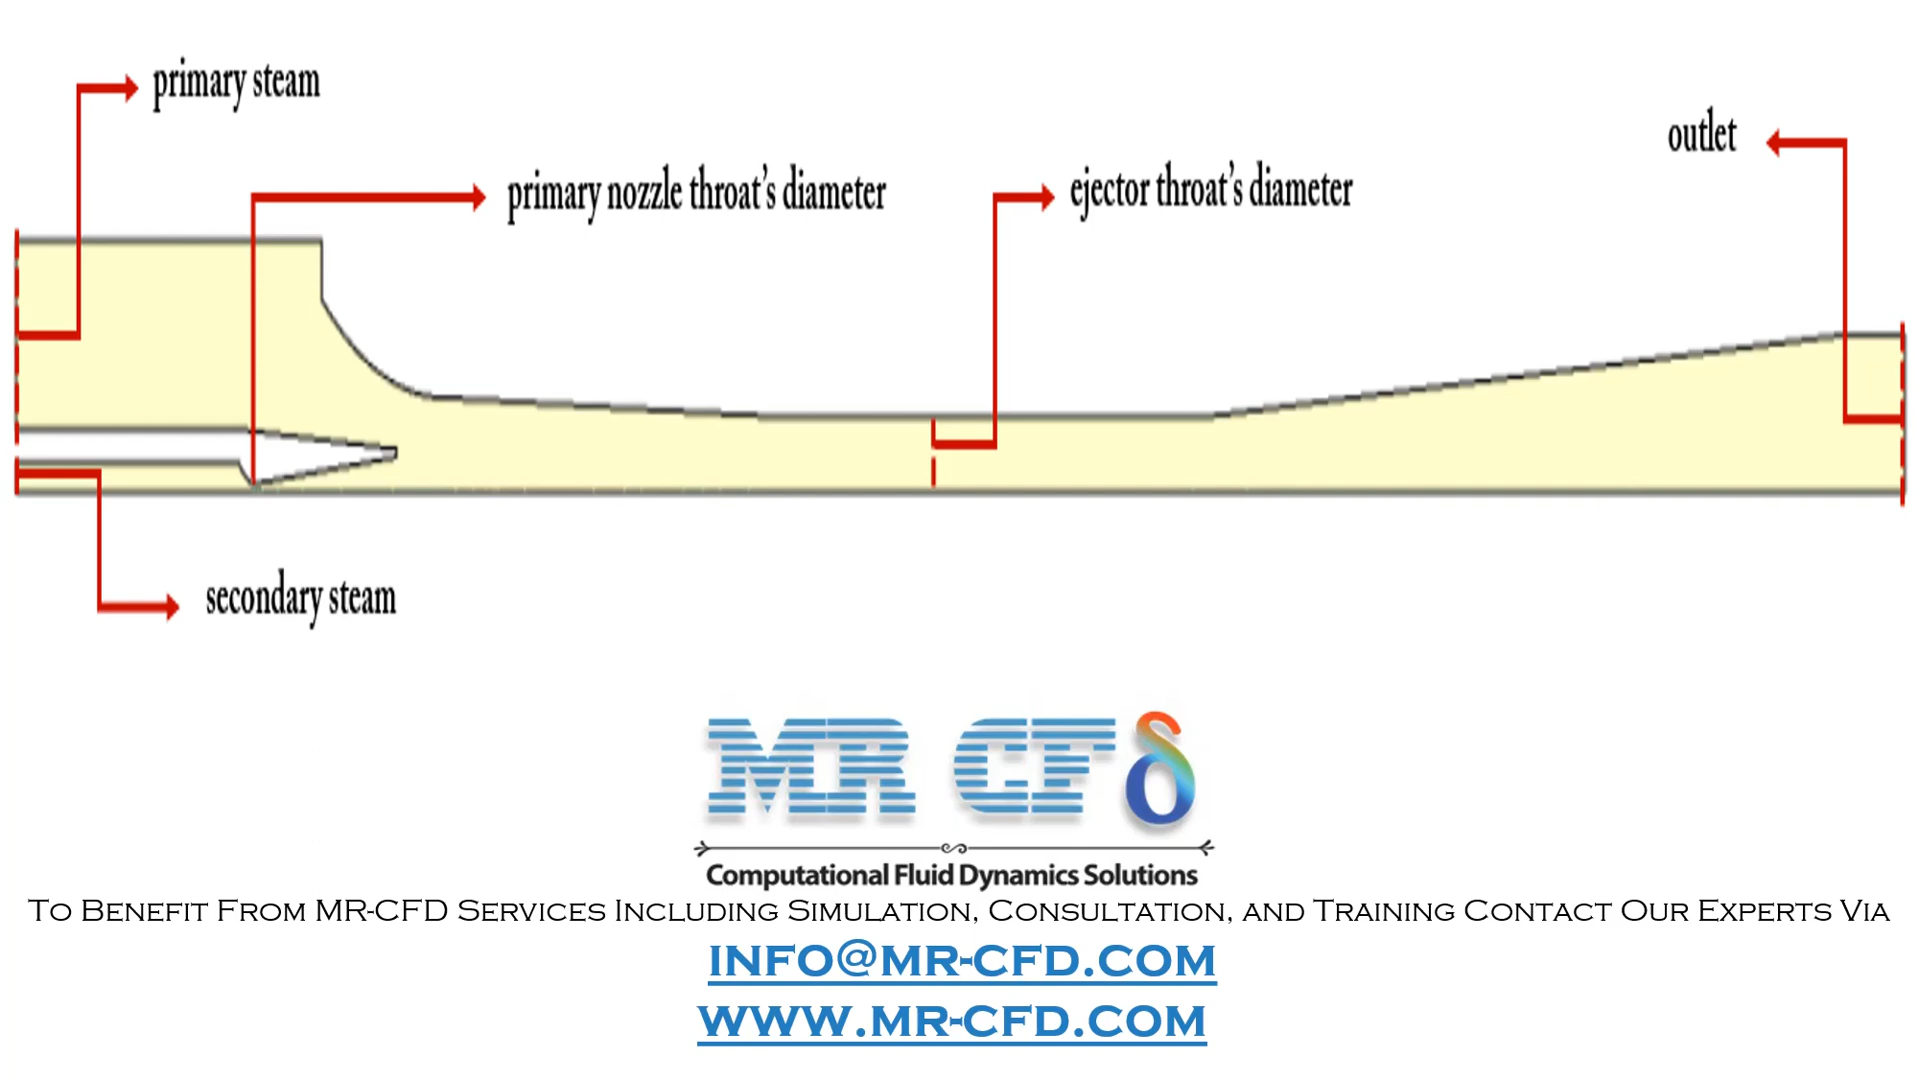 primary steam
outlet
primary nozzle throat's diameter
ejector throat's diameter
secondary steam
MR CFδ
Computational Fluid Dynamics Solutions
To Benefit From MR-CFD Services Including Simulation, Consultation, and Training Contact Our Experts Via
INFO@MR-CFD.COM
WWW.MR-CFD.COM